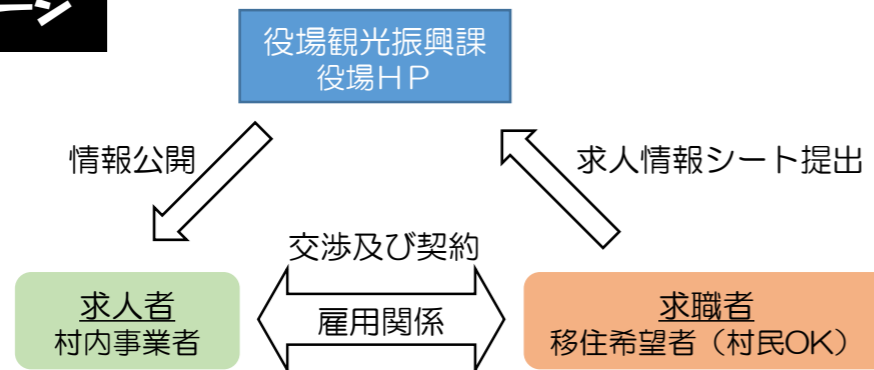 ージ
役場観光振興課
役場HP
情報公開
求人情報シート提出
交渉及び契約
雇用関係
求人者
村内事業者
求職者
移住希望者（村民OK）